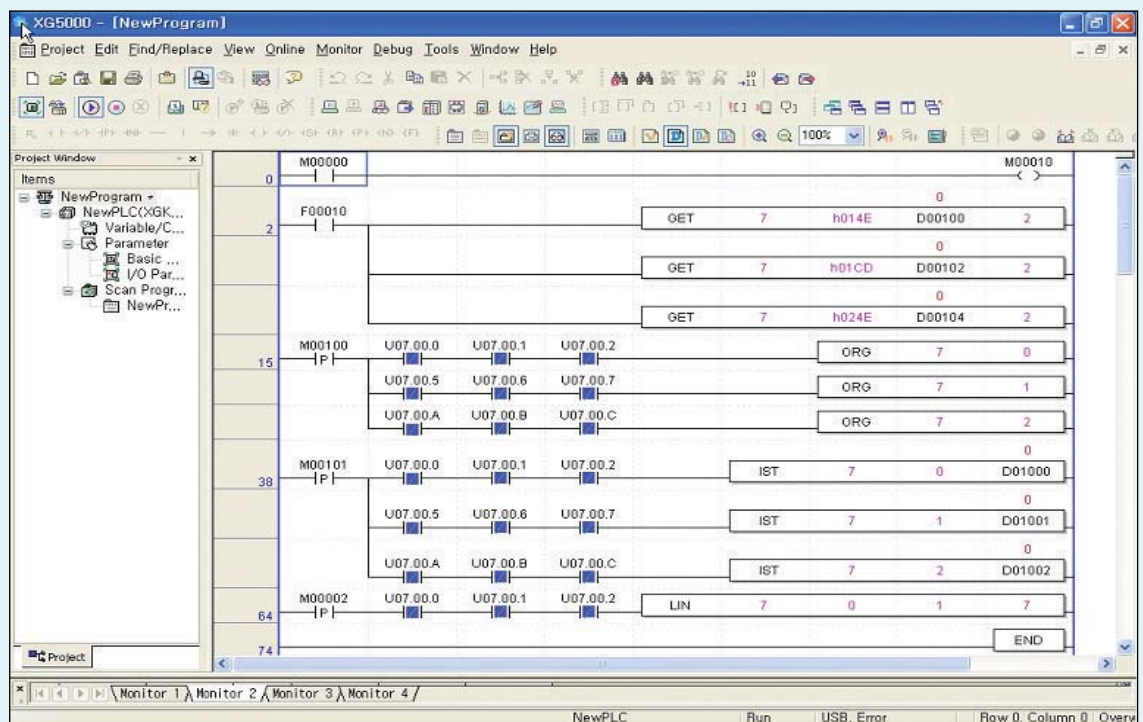 XG5000 - [NewProgram]
Project Edit Find/Replace View Online Monitor Debug Tools Window Help
100%
Project Window
Items
NewProgram
NewPLC(XGK...
Variable/C...
Parameter
Basic ...
I/O Par...
Scan Progr...
NewPr...
Project
M00000 M00010
0
F00010 0
2 GET 7 h014E D00100 2
0
GET 7 h01CD D00102 2
0
GET 7 h024E D00104 2
M00100 U07.00.0 U07.00.1 U07.00.2
15 P ORG 7 0
U07.00.5 U07.00.6 U07.00.7
ORG 7 1
U07.00.A U07.00.B U07.00.C
ORG 7 2
0
M00101 U07.00.0 U07.00.1 U07.00.2
38 P IST 7 0 D01000
0
U07.00.5 U07.00.6 U07.00.7
IST 7 1 D01001
0
U07.00.A U07.00.B U07.00.C
IST 7 2 D01002
M00002 U07.00.0 U07.00.1 U07.00.2
64 P LIN 7 0 1 7
74 END
Monitor 1 Monitor 2 Monitor 3 Monitor 4
NewPLC Run USB, Error Row 0, Column 0 Overw